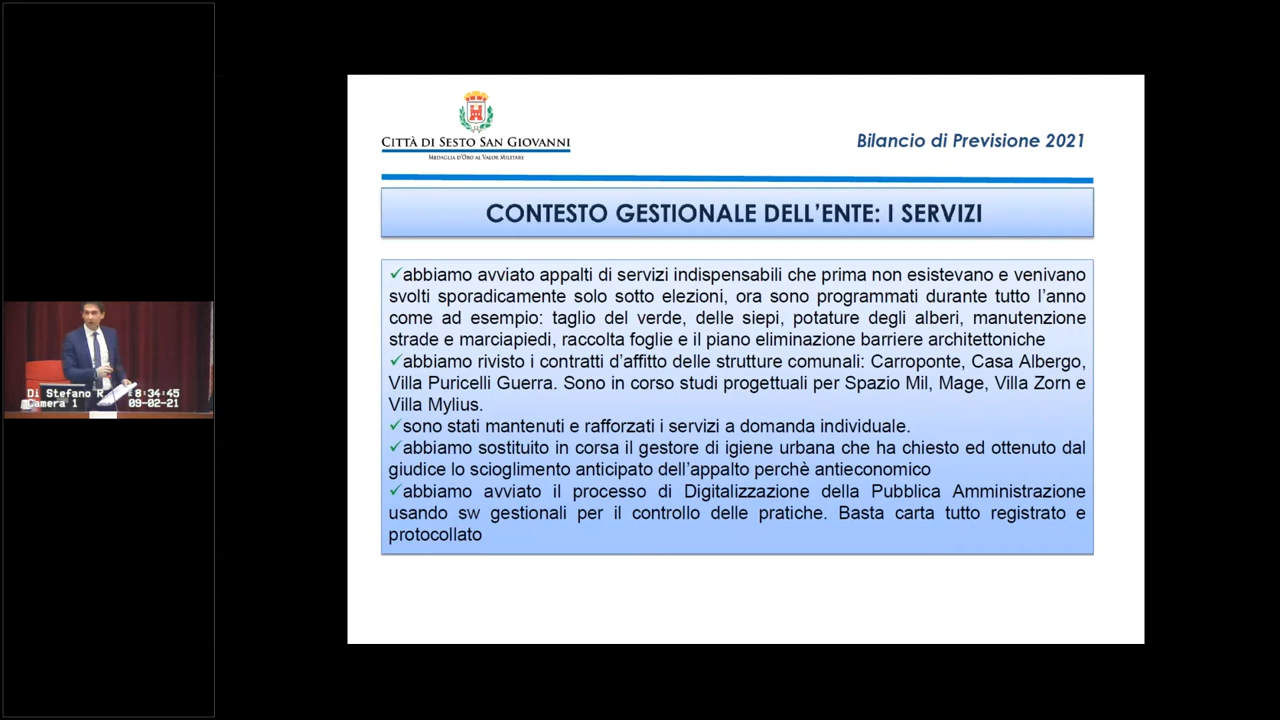 CITTÀ DI SESTO SAN GIOVANNI
MEDAGLIA D'ORO AL VALOR MILITARE
Bilancio di Previsione 2021
CONTESTO GESTIONALE DELL'ENTE: I SERVIZI
✓abbiamo avviato appalti di servizi indispensabili che prima non esistevano e venivano
svolti sporadicamente solo sotto elezioni, ora sono programmati durante tutto l'anno
come ad esempio: taglio del verde, delle siepi, potature degli alberi, manutenzione
strade e marciapiedi, raccolta foglie e il piano eliminazione barriere architettoniche
✓abbiamo rivisto i contratti d'affitto delle strutture comunali: Carroponte, Casa Albergo,
Villa Puricelli Guerra. Sono in corso studi progettuali per Spazio Mil, Mage, Villa Zorn e
Villa Mylius.
✓sono stati mantenuti e rafforzati i servizi a domanda individuale.
✓abbiamo sostituito in corsa il gestore di igiene urbana che ha chiesto ed ottenuto dal
giudice lo scioglimento anticipato dell'appalto perchè antieconomico
✓abbiamo avviato il processo di Digitalizzazione della Pubblica Amministrazione
usando sw gestionali per il controllo delle pratiche. Basta carta tutto registrato e
protocollato
Di Stefano R. 8:34:45
Camera 1 09-02-21